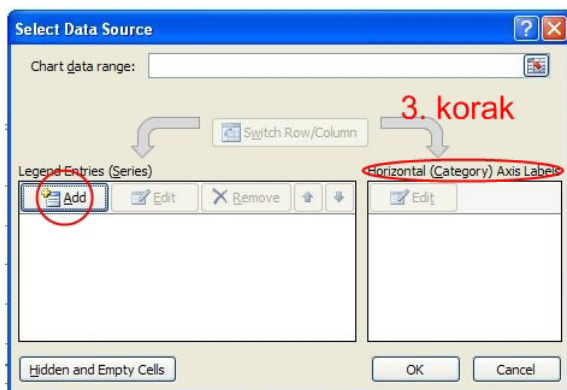 Select Data Source
Chart data range:
3. korak
Switch Row/Column
Legend Entries (Series)
Horizontal (Category) Axis Labels
Add Edit Remove
Edit
Hidden and Empty Cells
OK Cancel